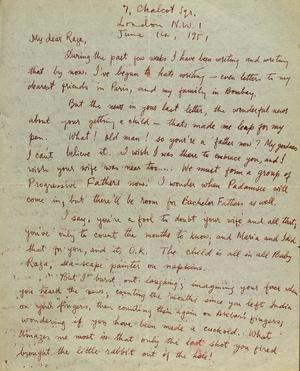 7, Chalcot Sqr.
London N.W.1
June 14, 1951
My dear Raza,
During the past few weeks I have been writing and writing
that by now I've began to hate writing – even letters to my
dearest friends in Paris, and my family in Bombay.
But the news in your last letter, the wonderful news
about your getting a child – thats made me leap for my
pen. What! Old man! so you're a father now? My goodness
I can't believe it. I wish I was there to embrace you, and I
wish your wife was near too.... We must form a group of
Progressive Fathers now. I wonder when Padamsee will
come in, but there'll be room for Bachelor Fathers as well.
I say, you're a fool to doubt your wife and all that,
you've only to count the months to know, and Maria and I did
that for you, and its O.K. The child is all in all Baby
Raza, sea-scape painter on napkins.
But I burst out laughing, imagining your face when
you heard the news, counting the months since you left India
on your fingers, then counting them again on Akbar's fingers,
wondering if you have been made a cuckold. What
amazes me most is that only the last shot you fired
brought the little rabbit out of the hole!